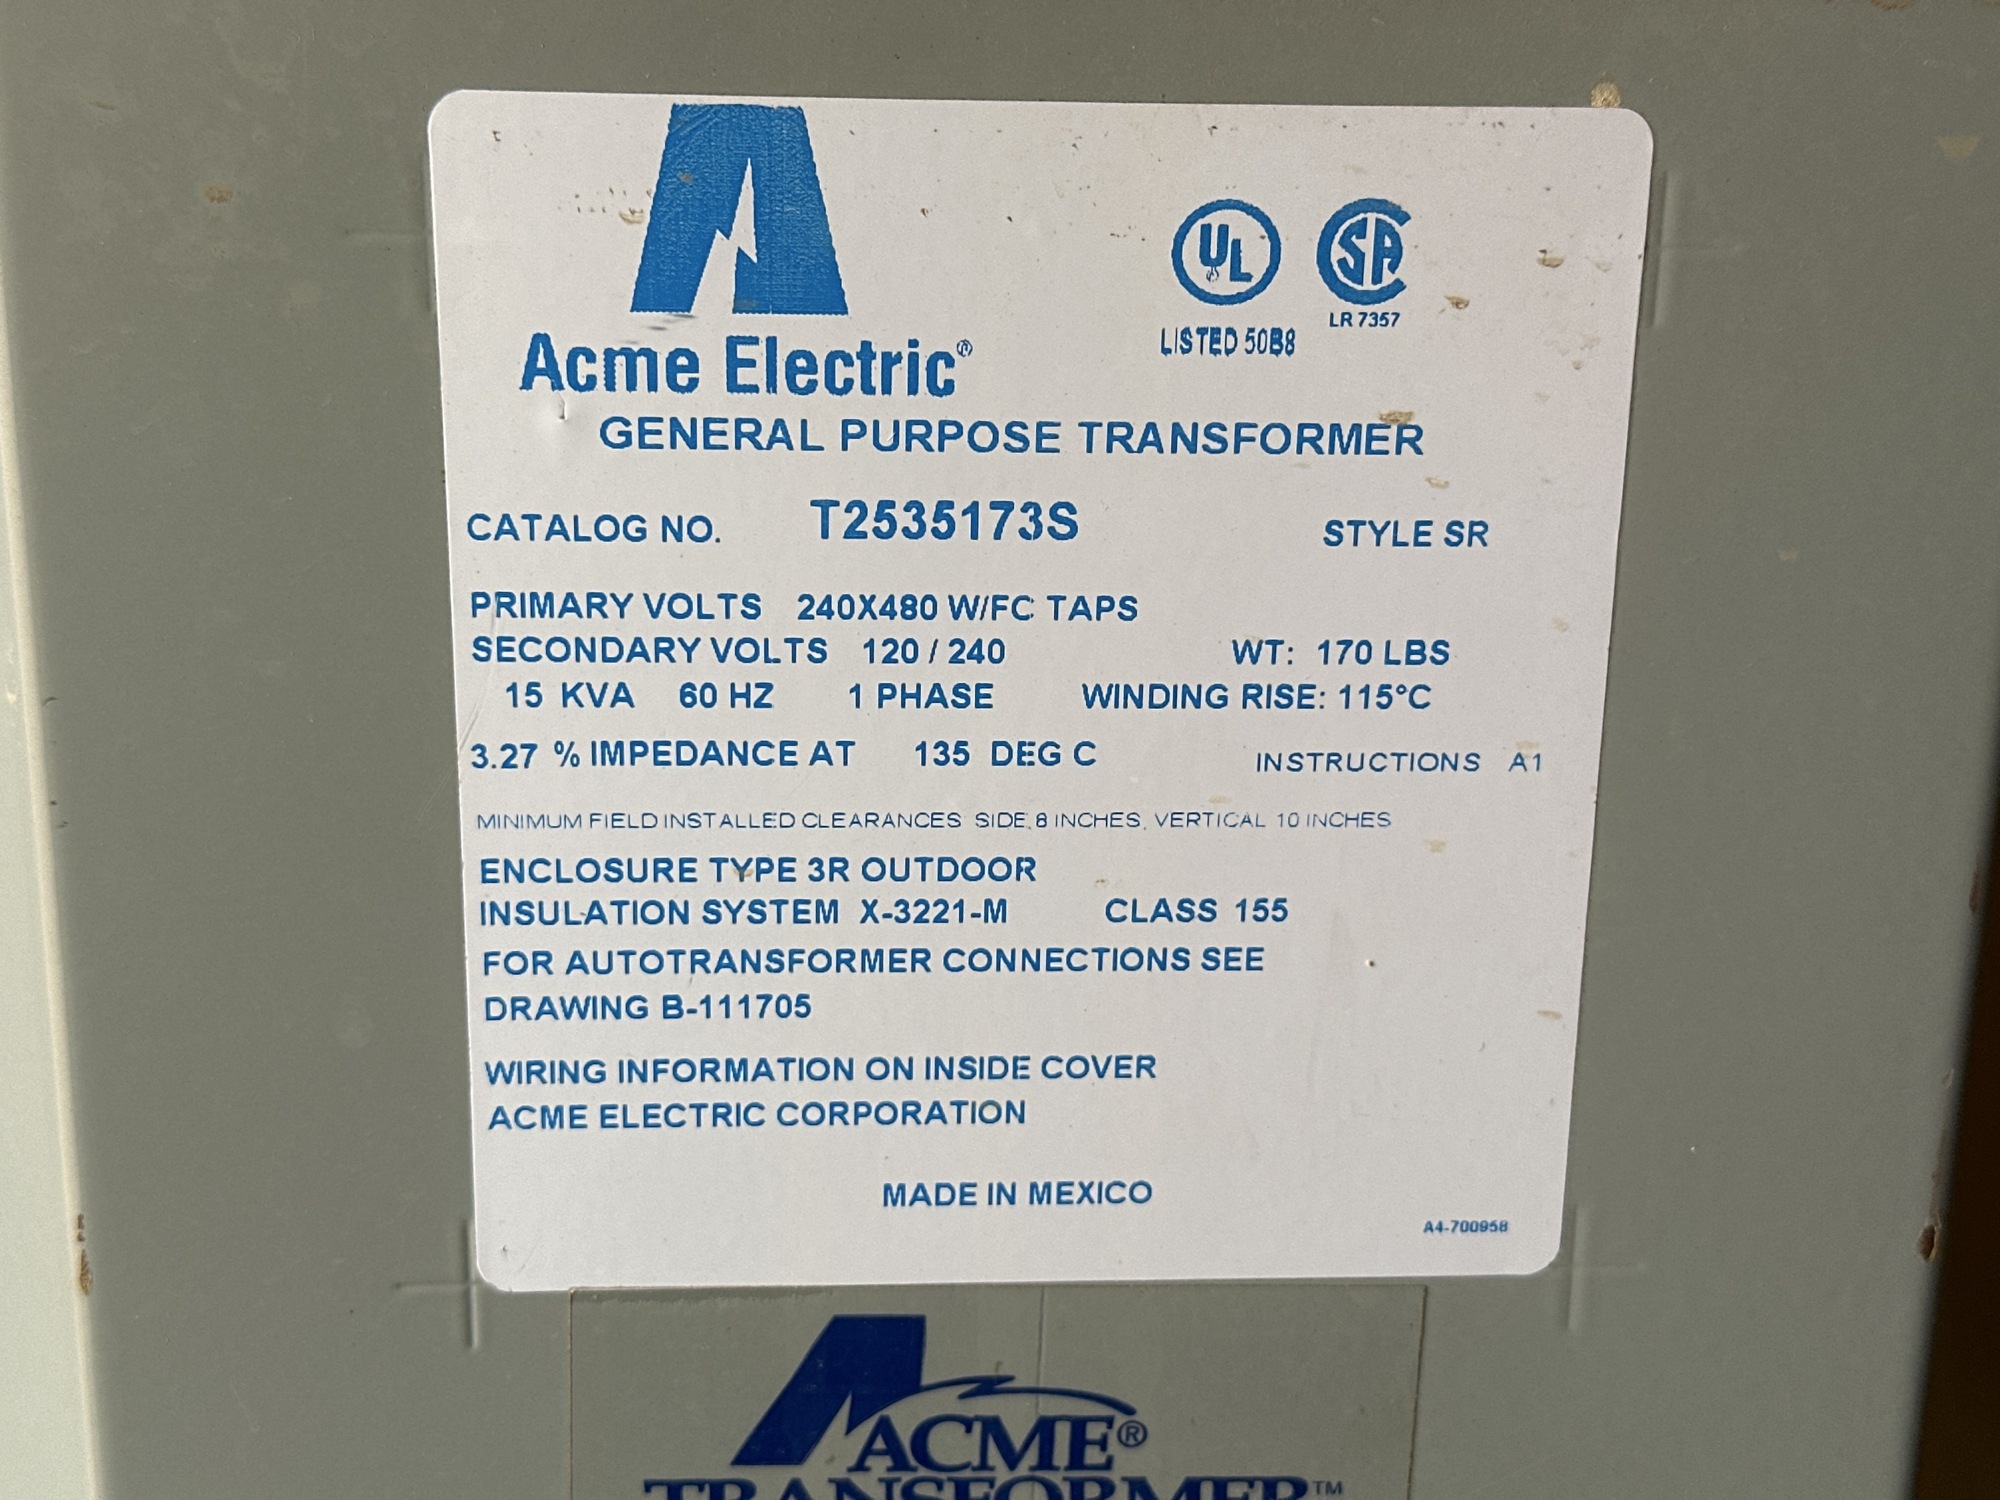 UL
SA
LR 7357
LISTED 50B8
Acme Electric®
GENERAL PURPOSE TRANSFORMER
CATALOG NO. T2535173S STYLE SR
PRIMARY VOLTS 240X480 W/FC TAPS
SECONDARY VOLTS 120 / 240 WT: 170 LBS
15 KVA 60 HZ 1 PHASE WINDING RISE: 115°C
3.27 % IMPEDANCE AT 135 DEG C INSTRUCTIONS A1
MINIMUM FIELD INSTALLED CLEARANCES SIDE, 8 INCHES, VERTICAL 10 INCHES
ENCLOSURE TYPE 3R OUTDOOR
INSULATION SYSTEM X-3221-M CLASS 155
FOR AUTOTRANSFORMER CONNECTIONS SEE
DRAWING B-111705
WIRING INFORMATION ON INSIDE COVER
ACME ELECTRIC CORPORATION
MADE IN MEXICO
A4-700958
ACME®
TRANSFORMER™